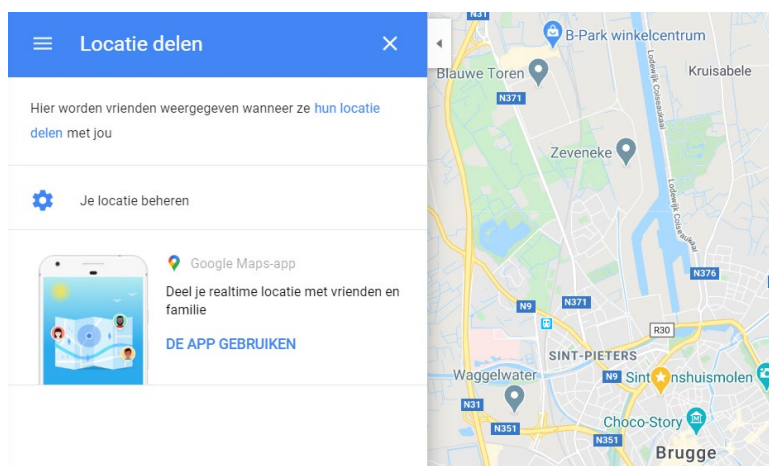 Locatie delen
Hier worden vrienden weergegeven wanneer ze hun locatie
delen met jou
Je locatie beheren
Google Maps-app
Deel je realtime locatie met vrienden en
familie
DE APP GEBRUIKEN
N31
B-Park winkelcentrum
Blauwe Toren
Kruisabele
N371
Lodewijk Coiseaukaai
Zeveneke
Lodewijk Coiseaukaai
N376
N9
N371
R30
SINT-PIETERS
Waggelwater
N9
Sint
nshuismolen
N31
Choco-Story
N351
N351
Brugge